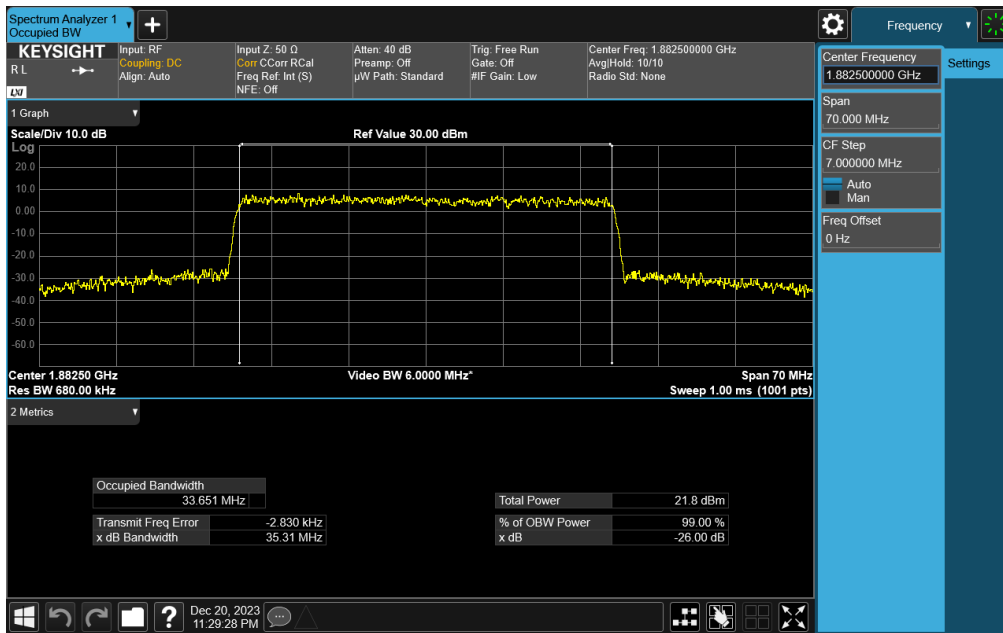 Spectrum Analyzer 1
Occupied BW
Frequency
KEYSIGHT
R L
LXI
Input: RF
Coupling: DC
Align: Auto
Input Z: 50 Ω
Corr CCorr RCal
Freq Ref: Int (S)
NFE: Off
Atten: 40 dB
Preamp: Off
µW Path: Standard
Trig: Free Run
Gate: Off
#IF Gain: Low
Center Freq: 1.882500000 GHz
Avg|Hold: 10/10
Radio Std: None
Center Frequency
1.882500000 GHz
Settings
Span
70.000 MHz
CF Step
7.000000 MHz
Auto
Man
Freq Offset
0 Hz
1 Graph
Scale/Div 10.0 dB
Ref Value 30.00 dBm
Log
20.0
10.0
0.00
-10.0
-20.0
-30.0
-40.0
-50.0
-60.0
Center 1.88250 GHz
Video BW 6.0000 MHz*
Span 70 MHz
Res BW 680.00 kHz
Sweep 1.00 ms (1001 pts)
2 Metrics
Occupied Bandwidth
33.651 MHz
Total Power 21.8 dBm
Transmit Freq Error -2.830 kHz
% of OBW Power 99.00 %
x dB Bandwidth 35.31 MHz
x dB -26.00 dB
?
Dec 20, 2023
11:29:28 PM